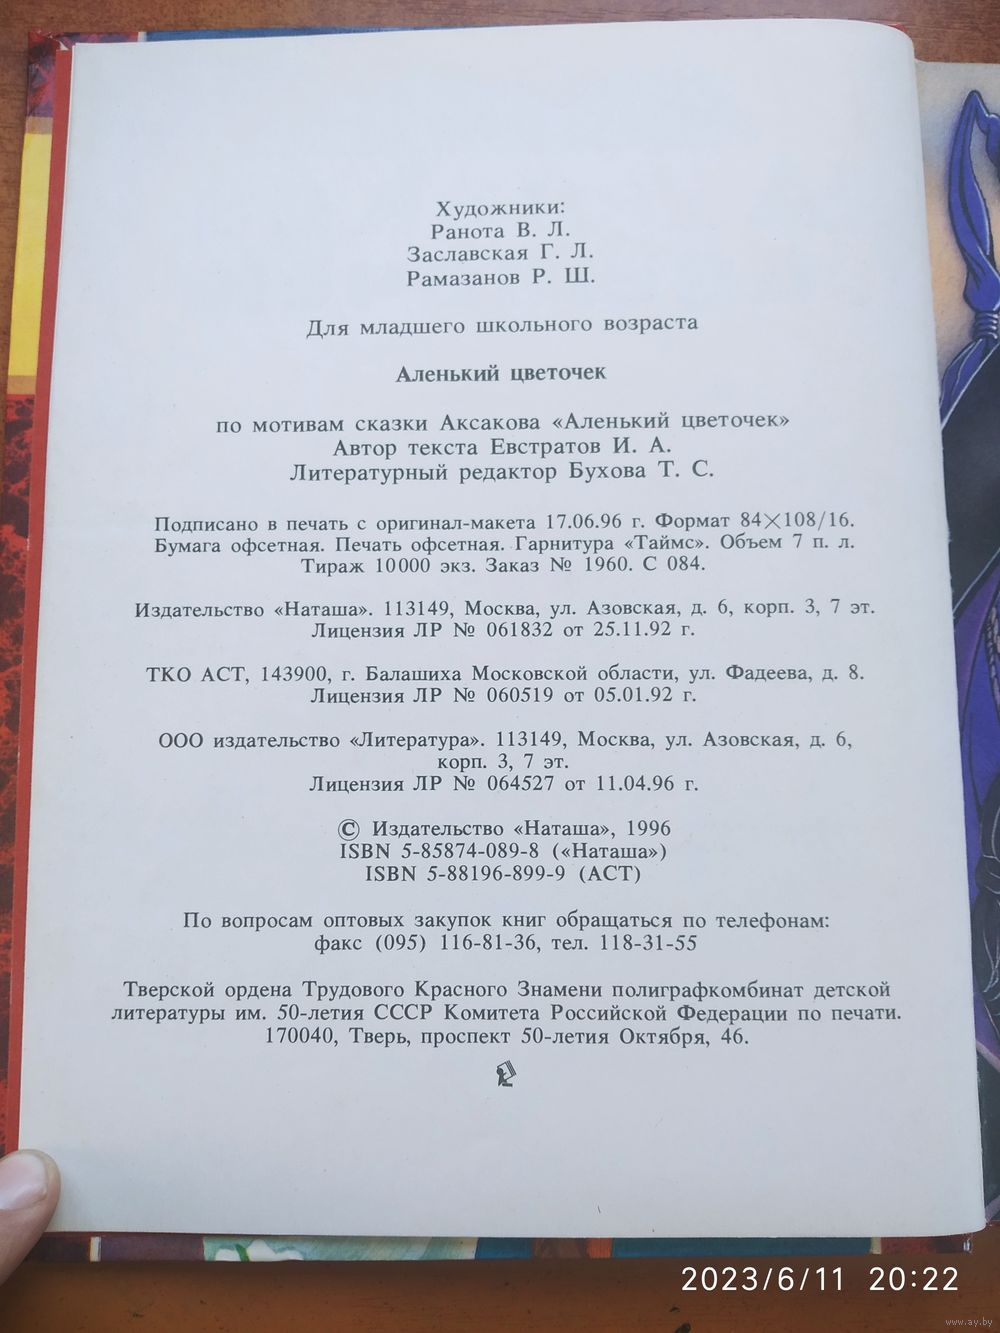 Художники:
Ранота В. Л.
Заславская Г. Л.
Рамазанов Р. Ш.
Для младшего школьного возраста
Аленький цветочек
по мотивам сказки Аксакова «Аленький цветочек»
Автор текста Евстратов И. А.
Литературный редактор Бухова Т. С.
Подписано в печать с оригинал-макета 17.06.96 г. Формат 84×108/16.
Бумага офсетная. Печать офсетная. Гарнитура «Таймс». Объем 7 п. л.
Тираж 10000 экз. Заказ № 1960. С 084.
Издательство «Наташа». 113149, Москва, ул. Азовская, д. 6, корп. 3, 7 эт.
Лицензия ЛР № 061832 от 25.11.92 г.
ТКО АСТ, 143900, г. Балашиха Московской области, ул. Фадеева, д. 8.
Лицензия ЛР № 060519 от 05.01.92 г.
ООО издательство «Литература». 113149, Москва, ул. Азовская, д. 6,
корп. 3, 7 эт.
Лицензия ЛР № 064527 от 11.04.96 г.
© Издательство «Наташа», 1996
ISBN 5-85874-089-8 («Наташа»)
ISBN 5-88196-899-9 (АСТ)
По вопросам оптовых закупок книг обращаться по телефонам:
факс (095) 116-81-36, тел. 118-31-55
Тверской ордена Трудового Красного Знамени полиграфкомбинат детской
литературы им. 50-летия СССР Комитета Российской Федерации по печати.
170040, Тверь, проспект 50-летия Октября, 46.
2023/6/11 20:22
www.ay.by